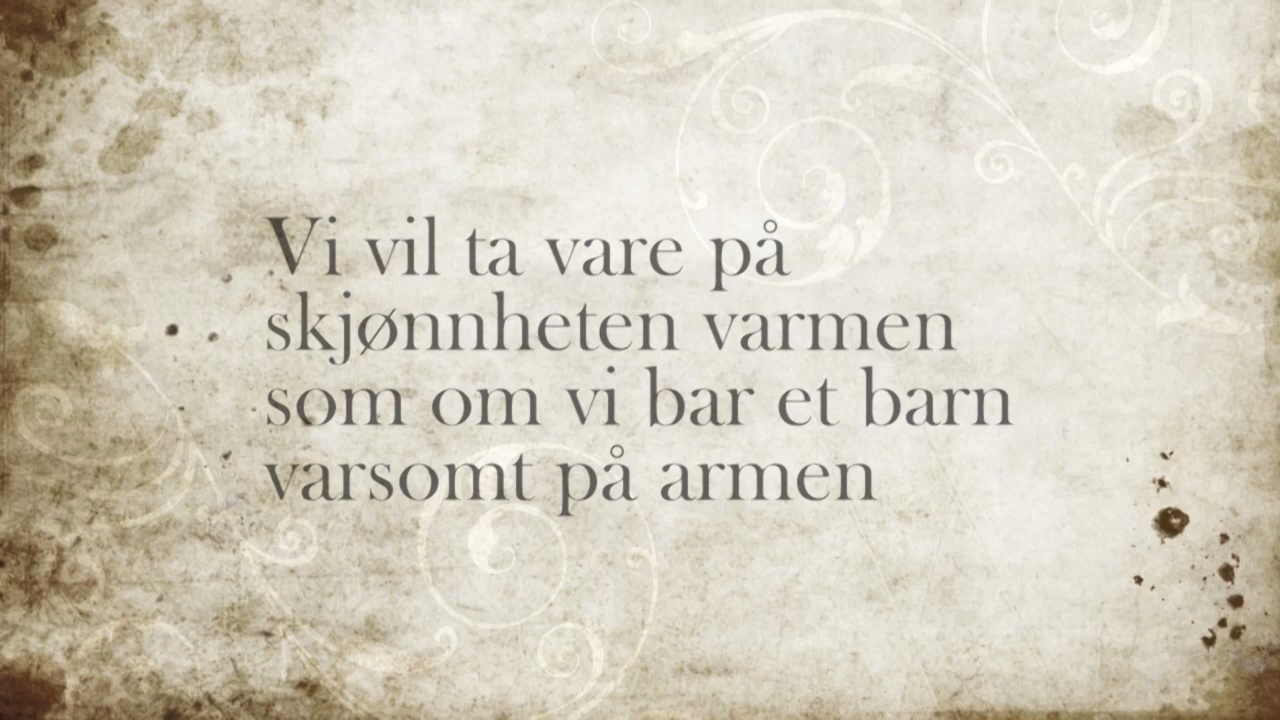 Vi vil ta vare på
skjønnheten varmen
som om vi bar et barn
varsomt på armen